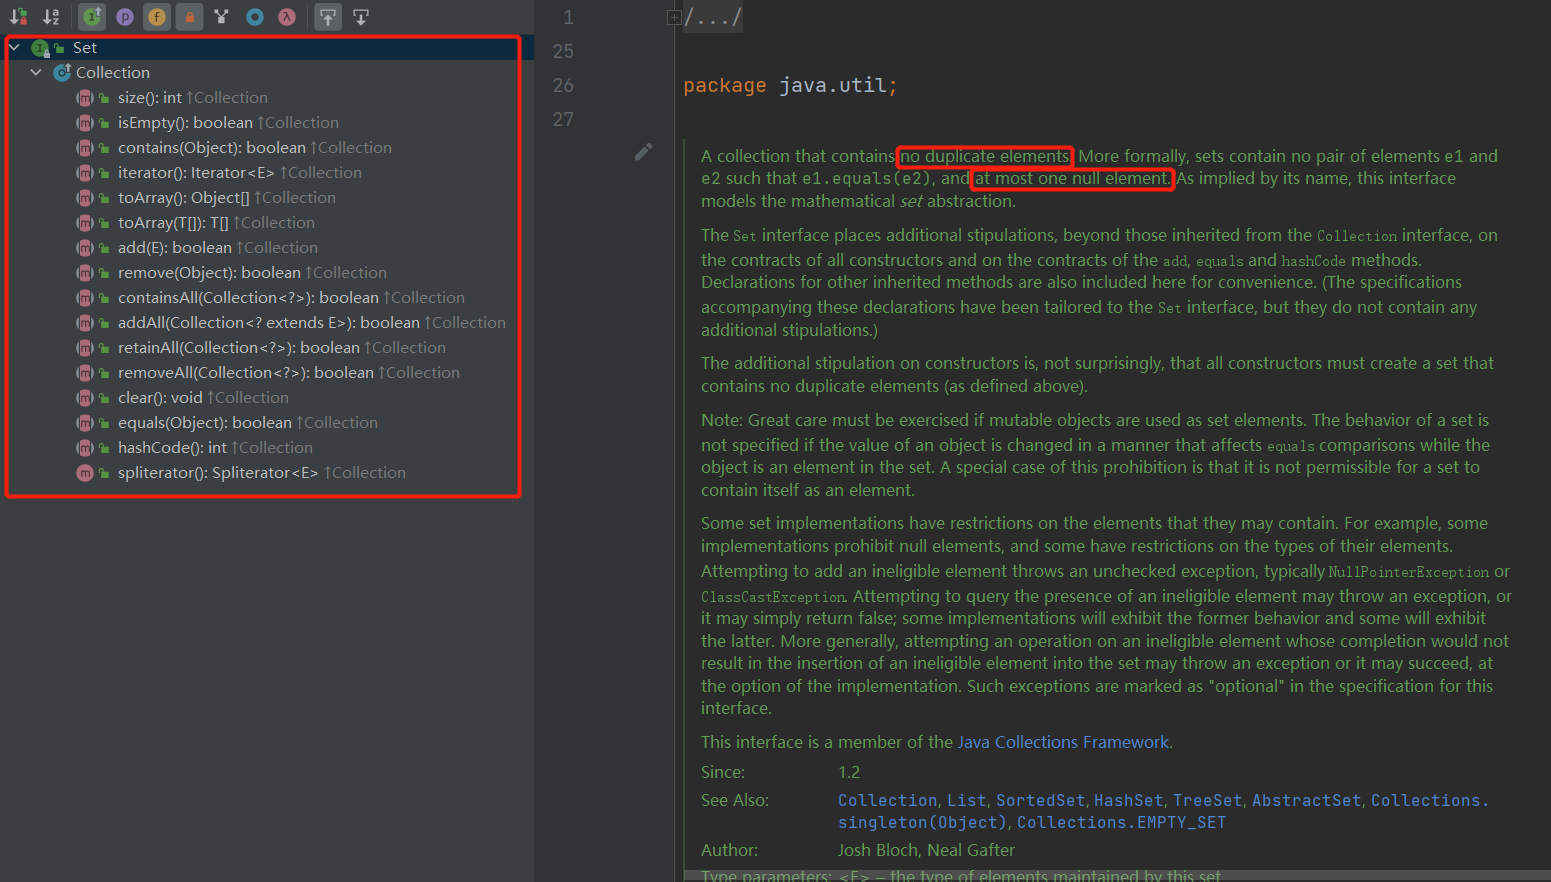 Set
Collection
size(): int ↑Collection
isEmpty(): boolean ↑Collection
contains(Object): boolean ↑Collection
iterator(): Iterator<E> ↑Collection
toArray(): Object[] ↑Collection
toArray(T[]): T[] ↑Collection
add(E): boolean ↑Collection
remove(Object): boolean ↑Collection
containsAll(Collection<?>): boolean ↑Collection
addAll(Collection<? extends E>): boolean ↑Collection
retainAll(Collection<?>): boolean ↑Collection
removeAll(Collection<?>): boolean ↑Collection
clear(): void ↑Collection
equals(Object): boolean ↑Collection
hashCode(): int ↑Collection
spliterator(): Spliterator<E> ↑Collection
1 /.../
25
26 package java.util;
27
A collection that contains no duplicate elements. More formally, sets contain no pair of elements e1 and
e2 such that e1.equals(e2), and at most one null element. As implied by its name, this interface
models the mathematical set abstraction.
The Set interface places additional stipulations, beyond those inherited from the Collection interface, on
the contracts of all constructors and on the contracts of the add, equals and hashCode methods.
Declarations for other inherited methods are also included here for convenience. (The specifications
accompanying these declarations have been tailored to the Set interface, but they do not contain any
additional stipulations.)
The additional stipulation on constructors is, not surprisingly, that all constructors must create a set that
contains no duplicate elements (as defined above).
Note: Great care must be exercised if mutable objects are used as set elements. The behavior of a set is
not specified if the value of an object is changed in a manner that affects equals comparisons while the
object is an element in the set. A special case of this prohibition is that it is not permissible for a set to
contain itself as an element.
Some set implementations have restrictions on the elements that they may contain. For example, some
implementations prohibit null elements, and some have restrictions on the types of their elements.
Attempting to add an ineligible element throws an unchecked exception, typically NullPointerException or
ClassCastException. Attempting to query the presence of an ineligible element may throw an exception, or
it may simply return false; some implementations will exhibit the former behavior and some will exhibit
the latter. More generally, attempting an operation on an ineligible element whose completion would not
result in the insertion of an ineligible element into the set may throw an exception or it may succeed, at
the option of the implementation. Such exceptions are marked as "optional" in the specification for this
interface.
This interface is a member of the Java Collections Framework.
Since: 1.2
See Also: Collection, List, SortedSet, HashSet, TreeSet, AbstractSet, Collections.
singleton(Object), Collections.EMPTY_SET
Author: Josh Bloch, Neal Gafter
Type parameters: <E> – the type of elements maintained by this set